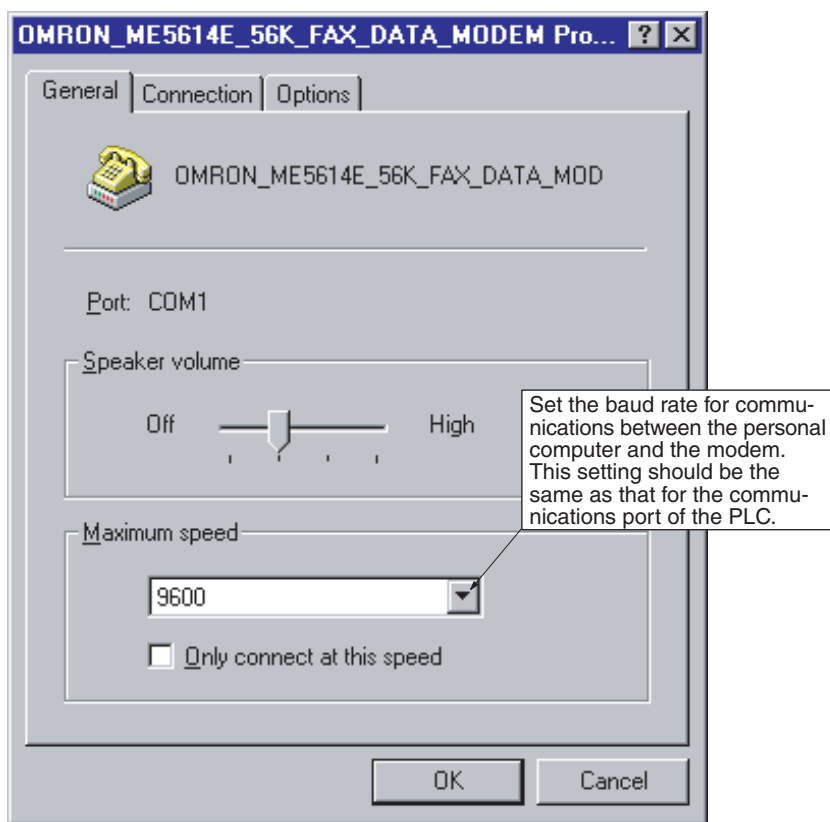 OMRON_ME5614E_56K_FAX_DATA_MODEM Pro...
General Connection Options
OMRON_ME5614E_56K_FAX_DATA_MOD
Port: COM1
Speaker volume
Off High
Set the baud rate for commu-
nications between the personal
computer and the modem.
This setting should be the
same as that for the commu-
nications port of the PLC.
Maximum speed
9600
Only connect at this speed
OK Cancel